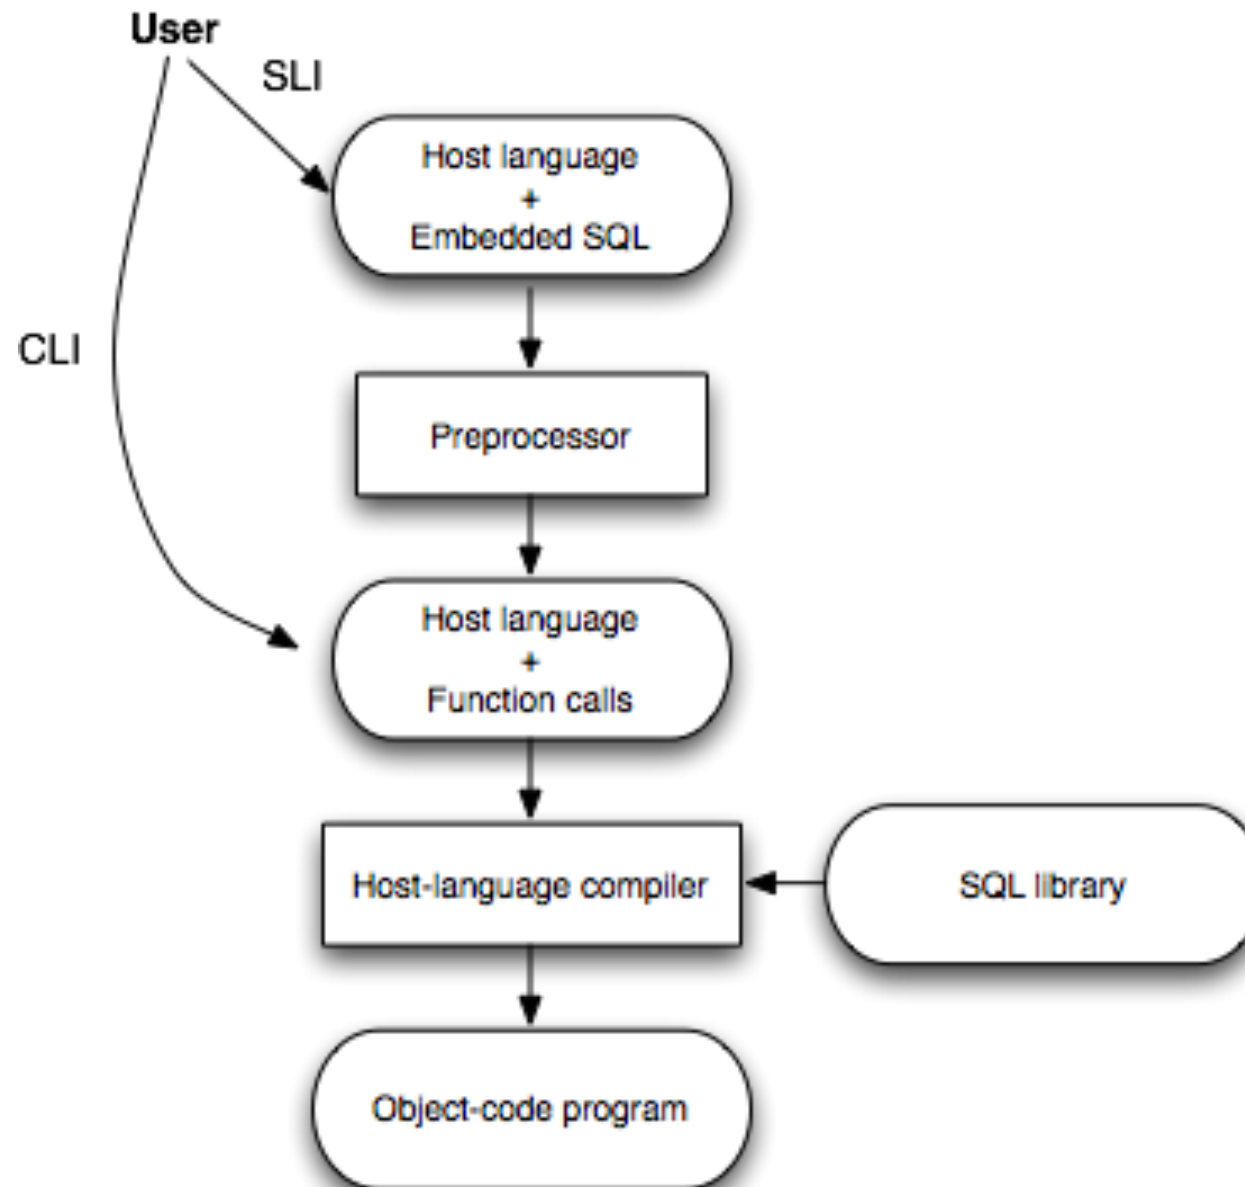 User
SLI
Host language
+
Embedded SQL
CLI
Preprocessor
Host language
+
Function calls
Host-language compiler
SQL library
Object-code program